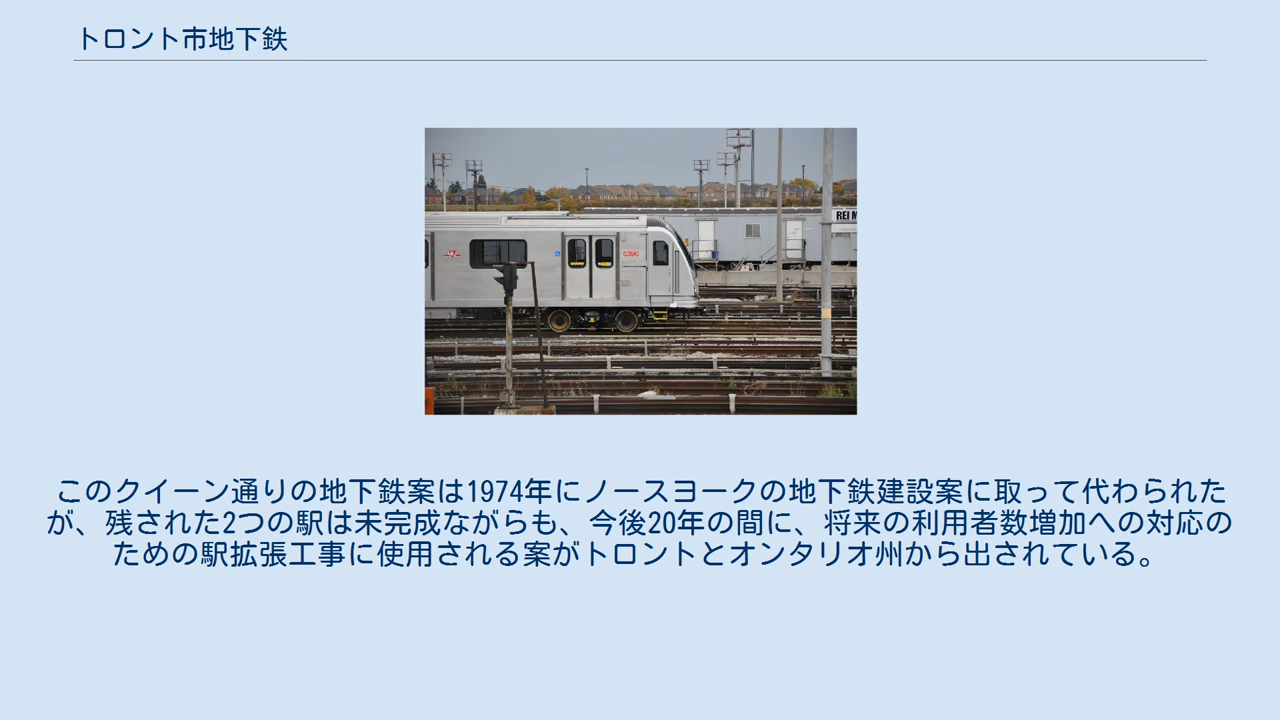 トロント市地下鉄
REI M
このクイーン通りの地下鉄案は1974年にノースヨークの地下鉄建設案に取って代わられた
が、残された2つの駅は未完成ながらも、今後20年の間に、将来の利用者数増加への対応の
ための駅拡張工事に使用される案がトロントとオンタリオ州から出されている。